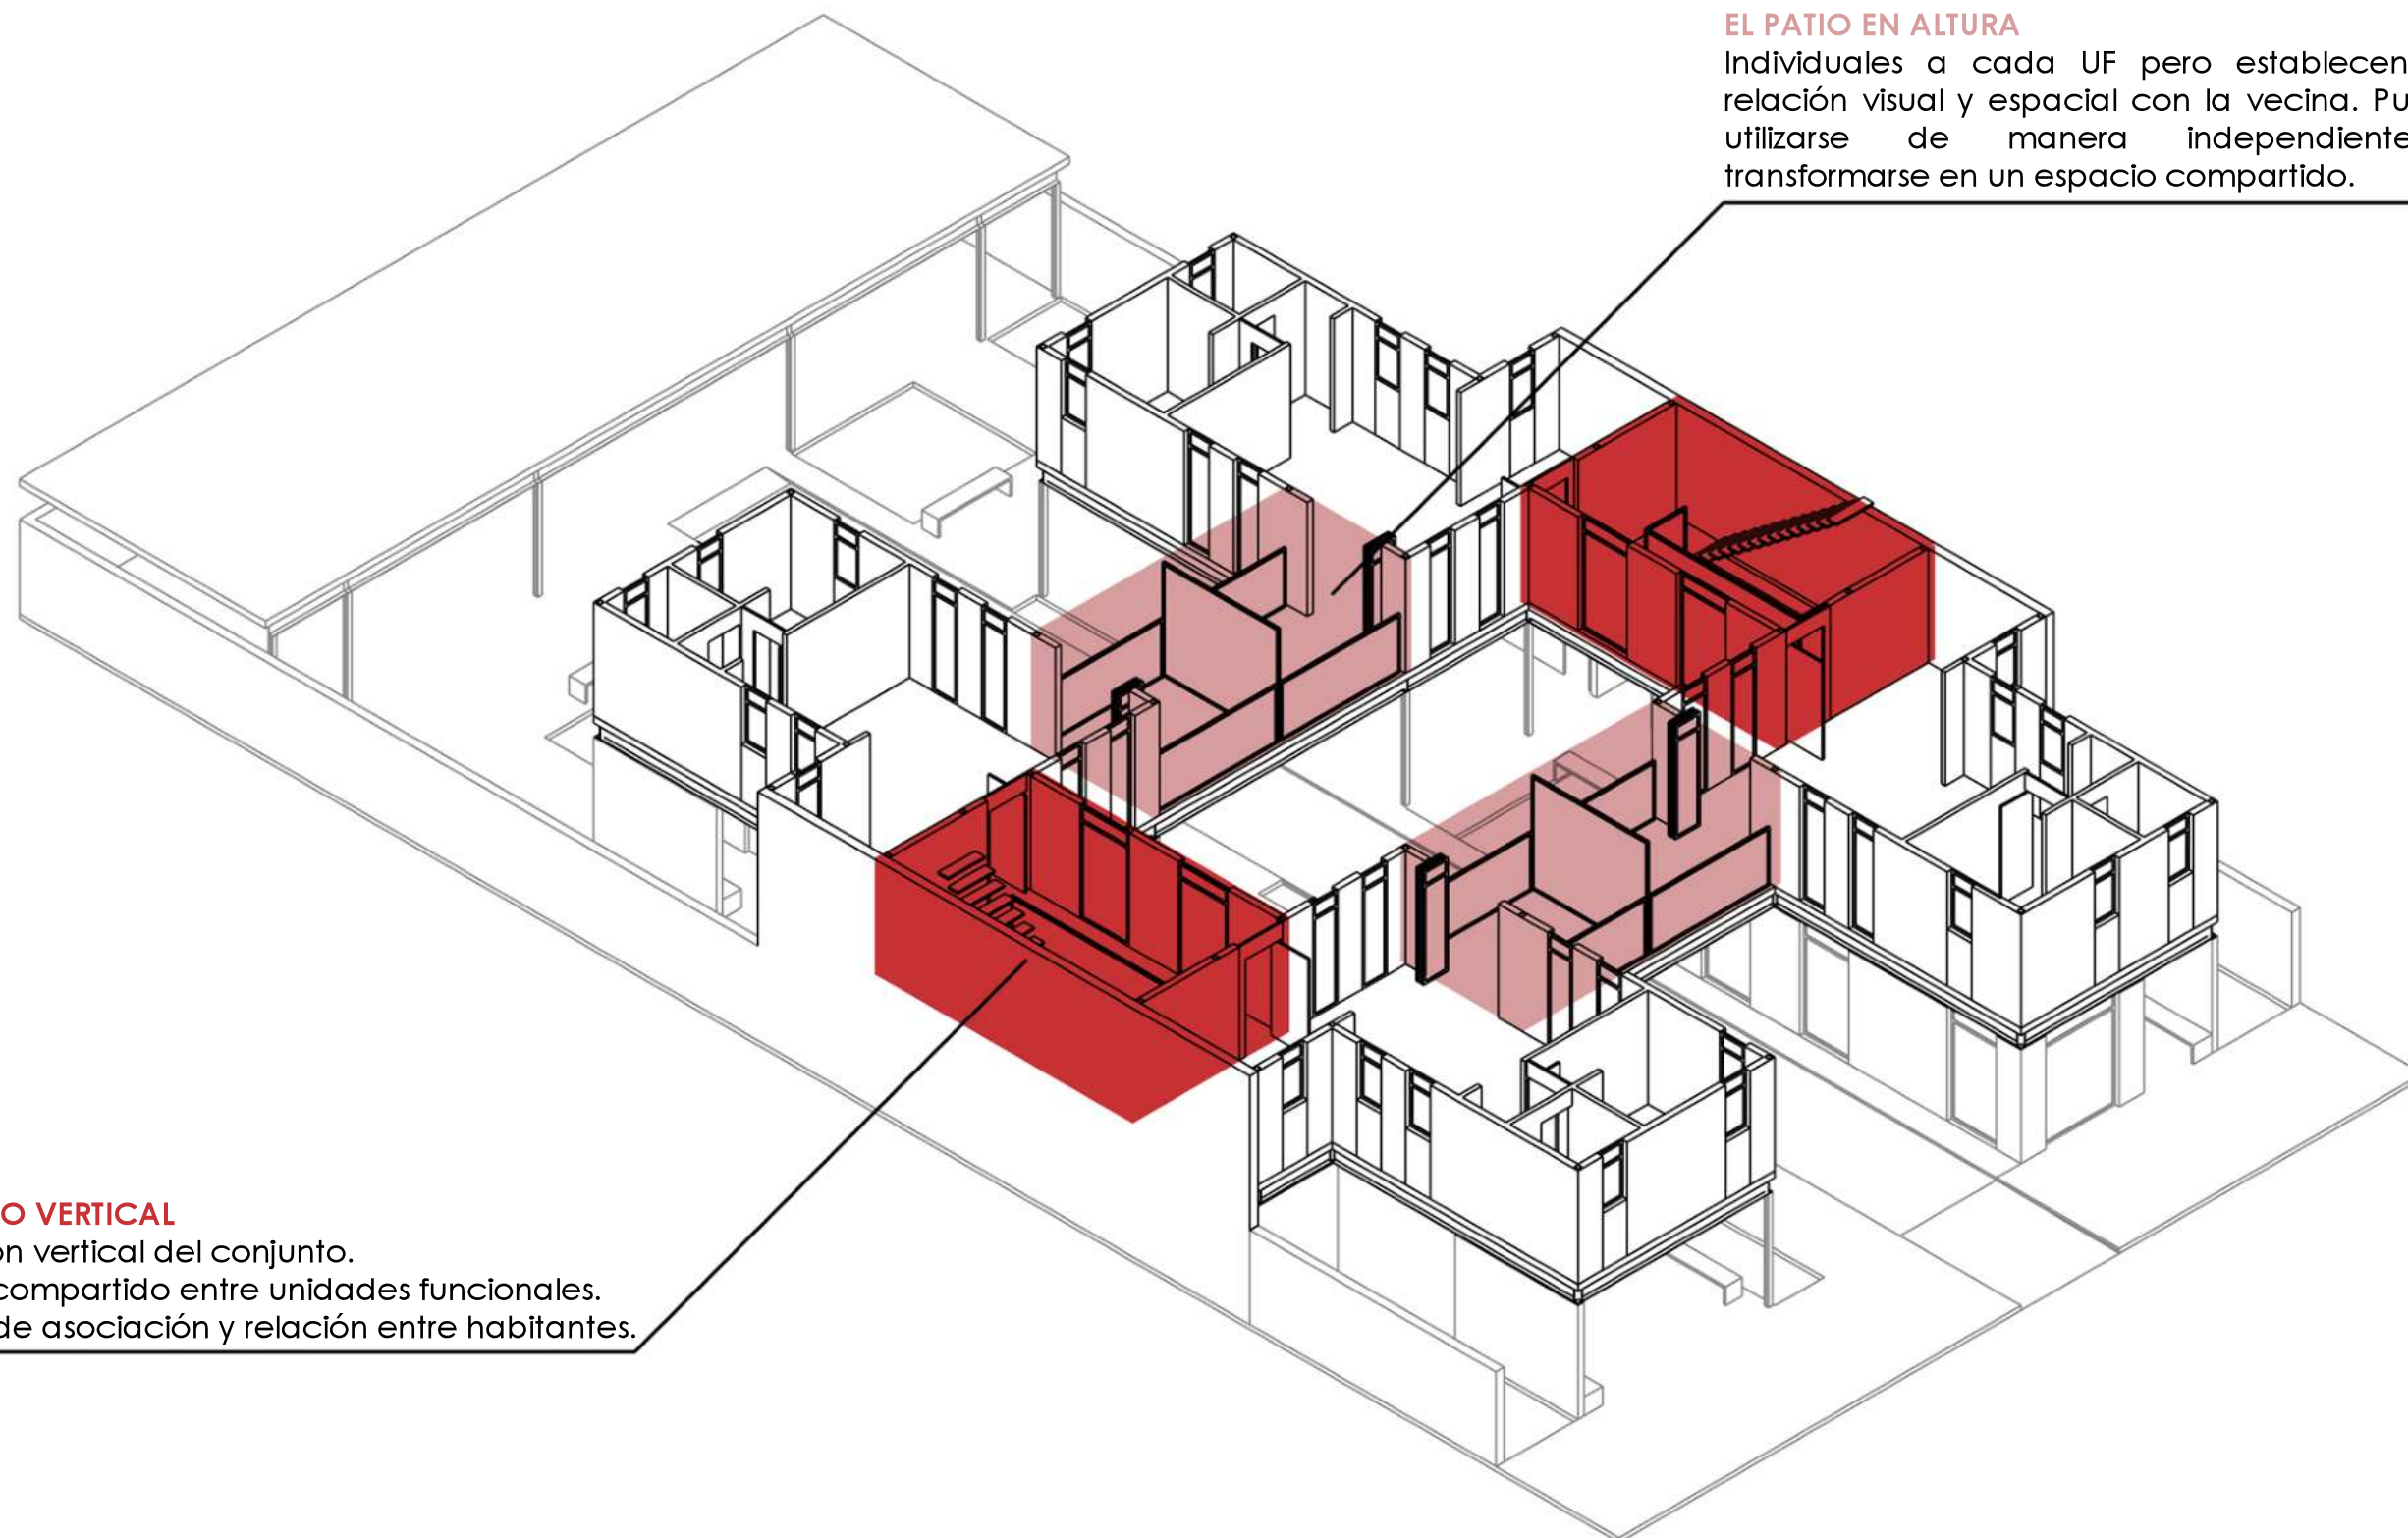 EL PATIO EN ALTURA
Individuales a cada UF pero establecen
relación visual y espacial con la vecina. Pu
utilizarse de manera independiente
transformarse en un espacio compartido.
O VERTICAL
ón vertical del conjunto.
compartido entre unidades funcionales.
de asociación y relación entre habitantes.